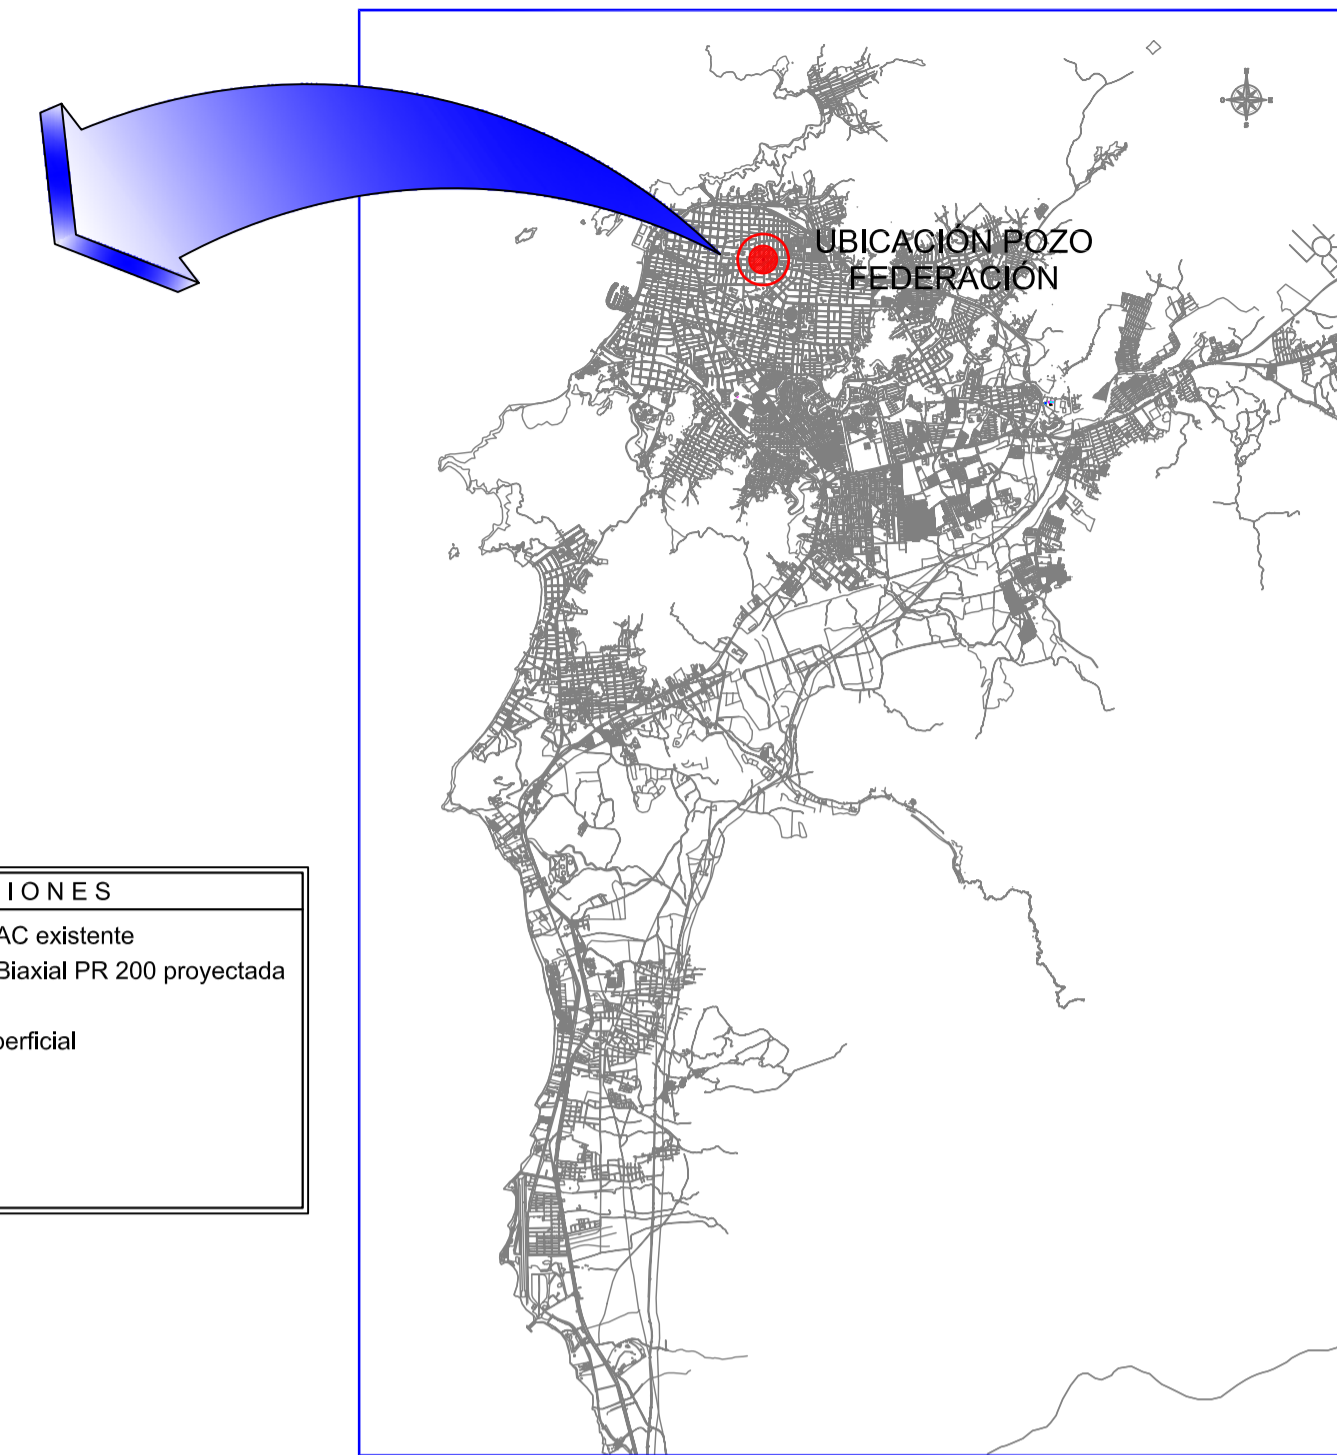 UBICACIÓN POZO
FEDERACIÓN
IONES
AC existente
Biaxial PR 200 proyectada
perficial